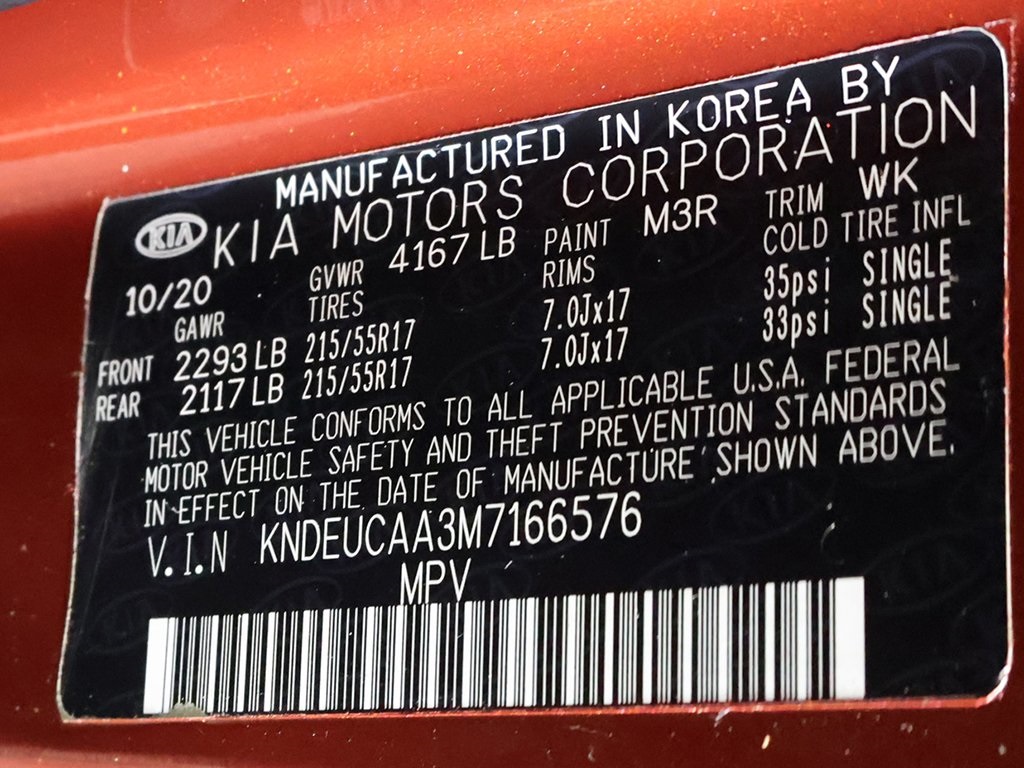 MANUFACTURED IN KOREA BY
KIA KIA MOTORS CORPORATION
10/20 GVWR 4167 LB PAINT M3R TRIM WK
GAWR TIRES RIMS COLD TIRE INFL
FRONT 2293 LB 215/55R17 7.0Jx17 35psi SINGLE
REAR 2117 LB 215/55R17 7.0Jx17 33psi SINGLE
THIS VEHICLE CONFORMS TO ALL APPLICABLE U.S.A. FEDERAL
MOTOR VEHICLE SAFETY AND THEFT PREVENTION STANDARDS
IN EFFECT ON THE DATE OF MANUFACTURE SHOWN ABOVE.
V.I.N KNDEUCAA3M7166576
MPV